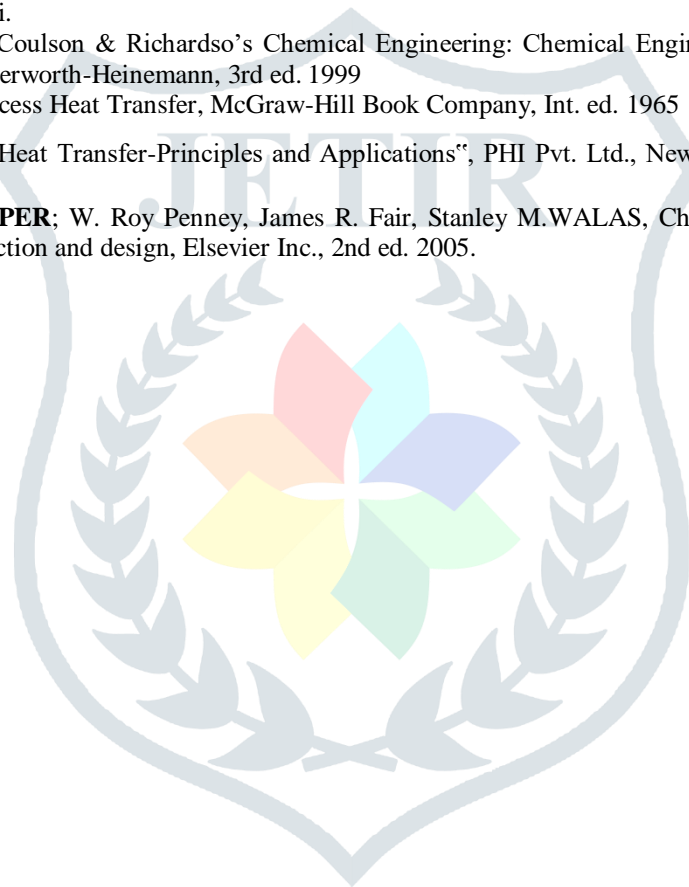 i.
Coulson & Richardso's Chemical Engineering: Chemical Engin
erworth-Heinemann, 3rd ed. 1999
cess Heat Transfer, McGraw-Hill Book Company, Int. ed. 1965
Heat Transfer-Principles and Applications‟, PHI Pvt. Ltd., New
JETIR
PER; W. Roy Penney, James R. Fair, Stanley M.WALAS, Ch
ction and design, Elsevier Inc., 2nd ed. 2005.